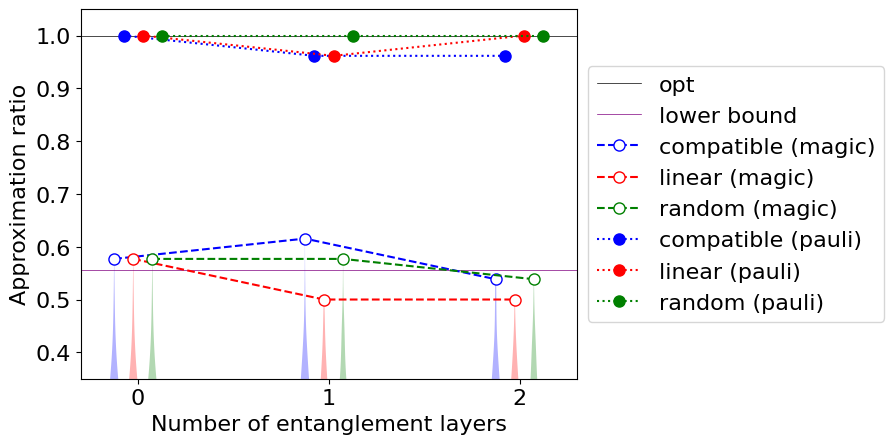 1.0
0.9
0.8
0.7
0.6
0.5
0.4
Approximation ratio
0 1 2
Number of entanglement layers
opt
lower bound
compatible (magic)
linear (magic)
random (magic)
compatible (pauli)
linear (pauli)
random (pauli)